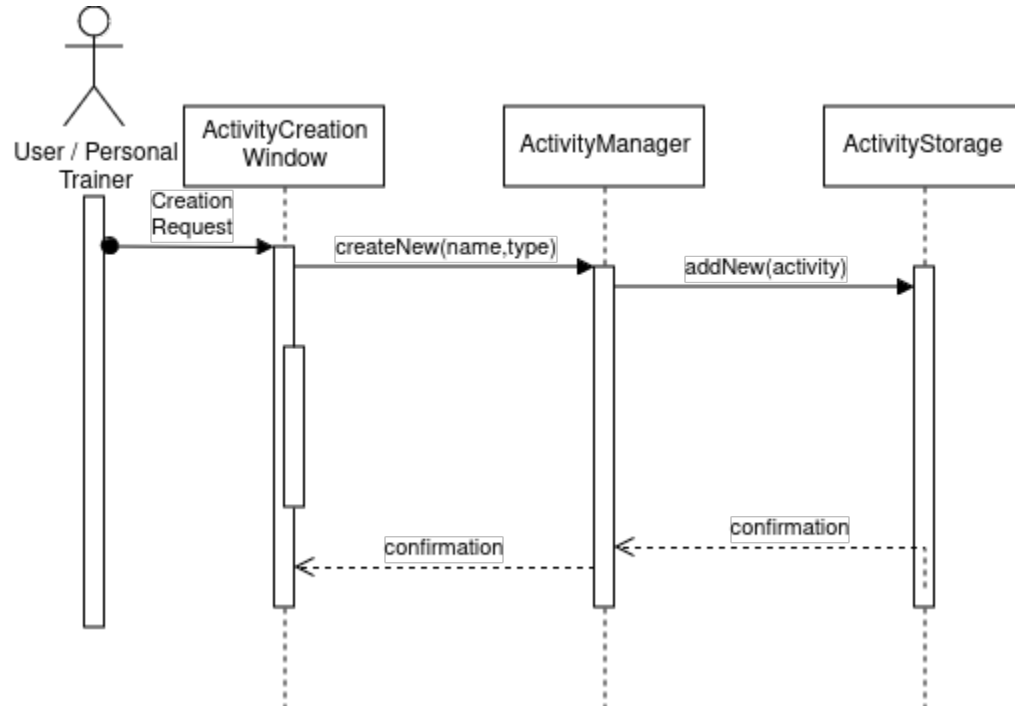 User / Personal
Trainer
ActivityCreation
Window
ActivityManager
ActivityStorage
Creation
Request
createNew(name,type)
addNew(activity)
confirmation
confirmation